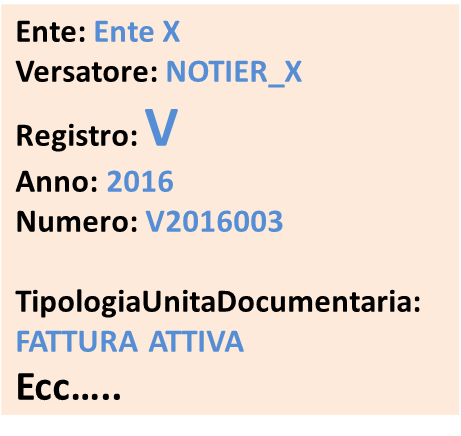 Ente: Ente X
Versatore: NOTIER_X
Registro: V
Anno: 2016
Numero: V2016003
TipologiaUnitaDocumentaria:
FATTURA ATTIVA
Ecc…..